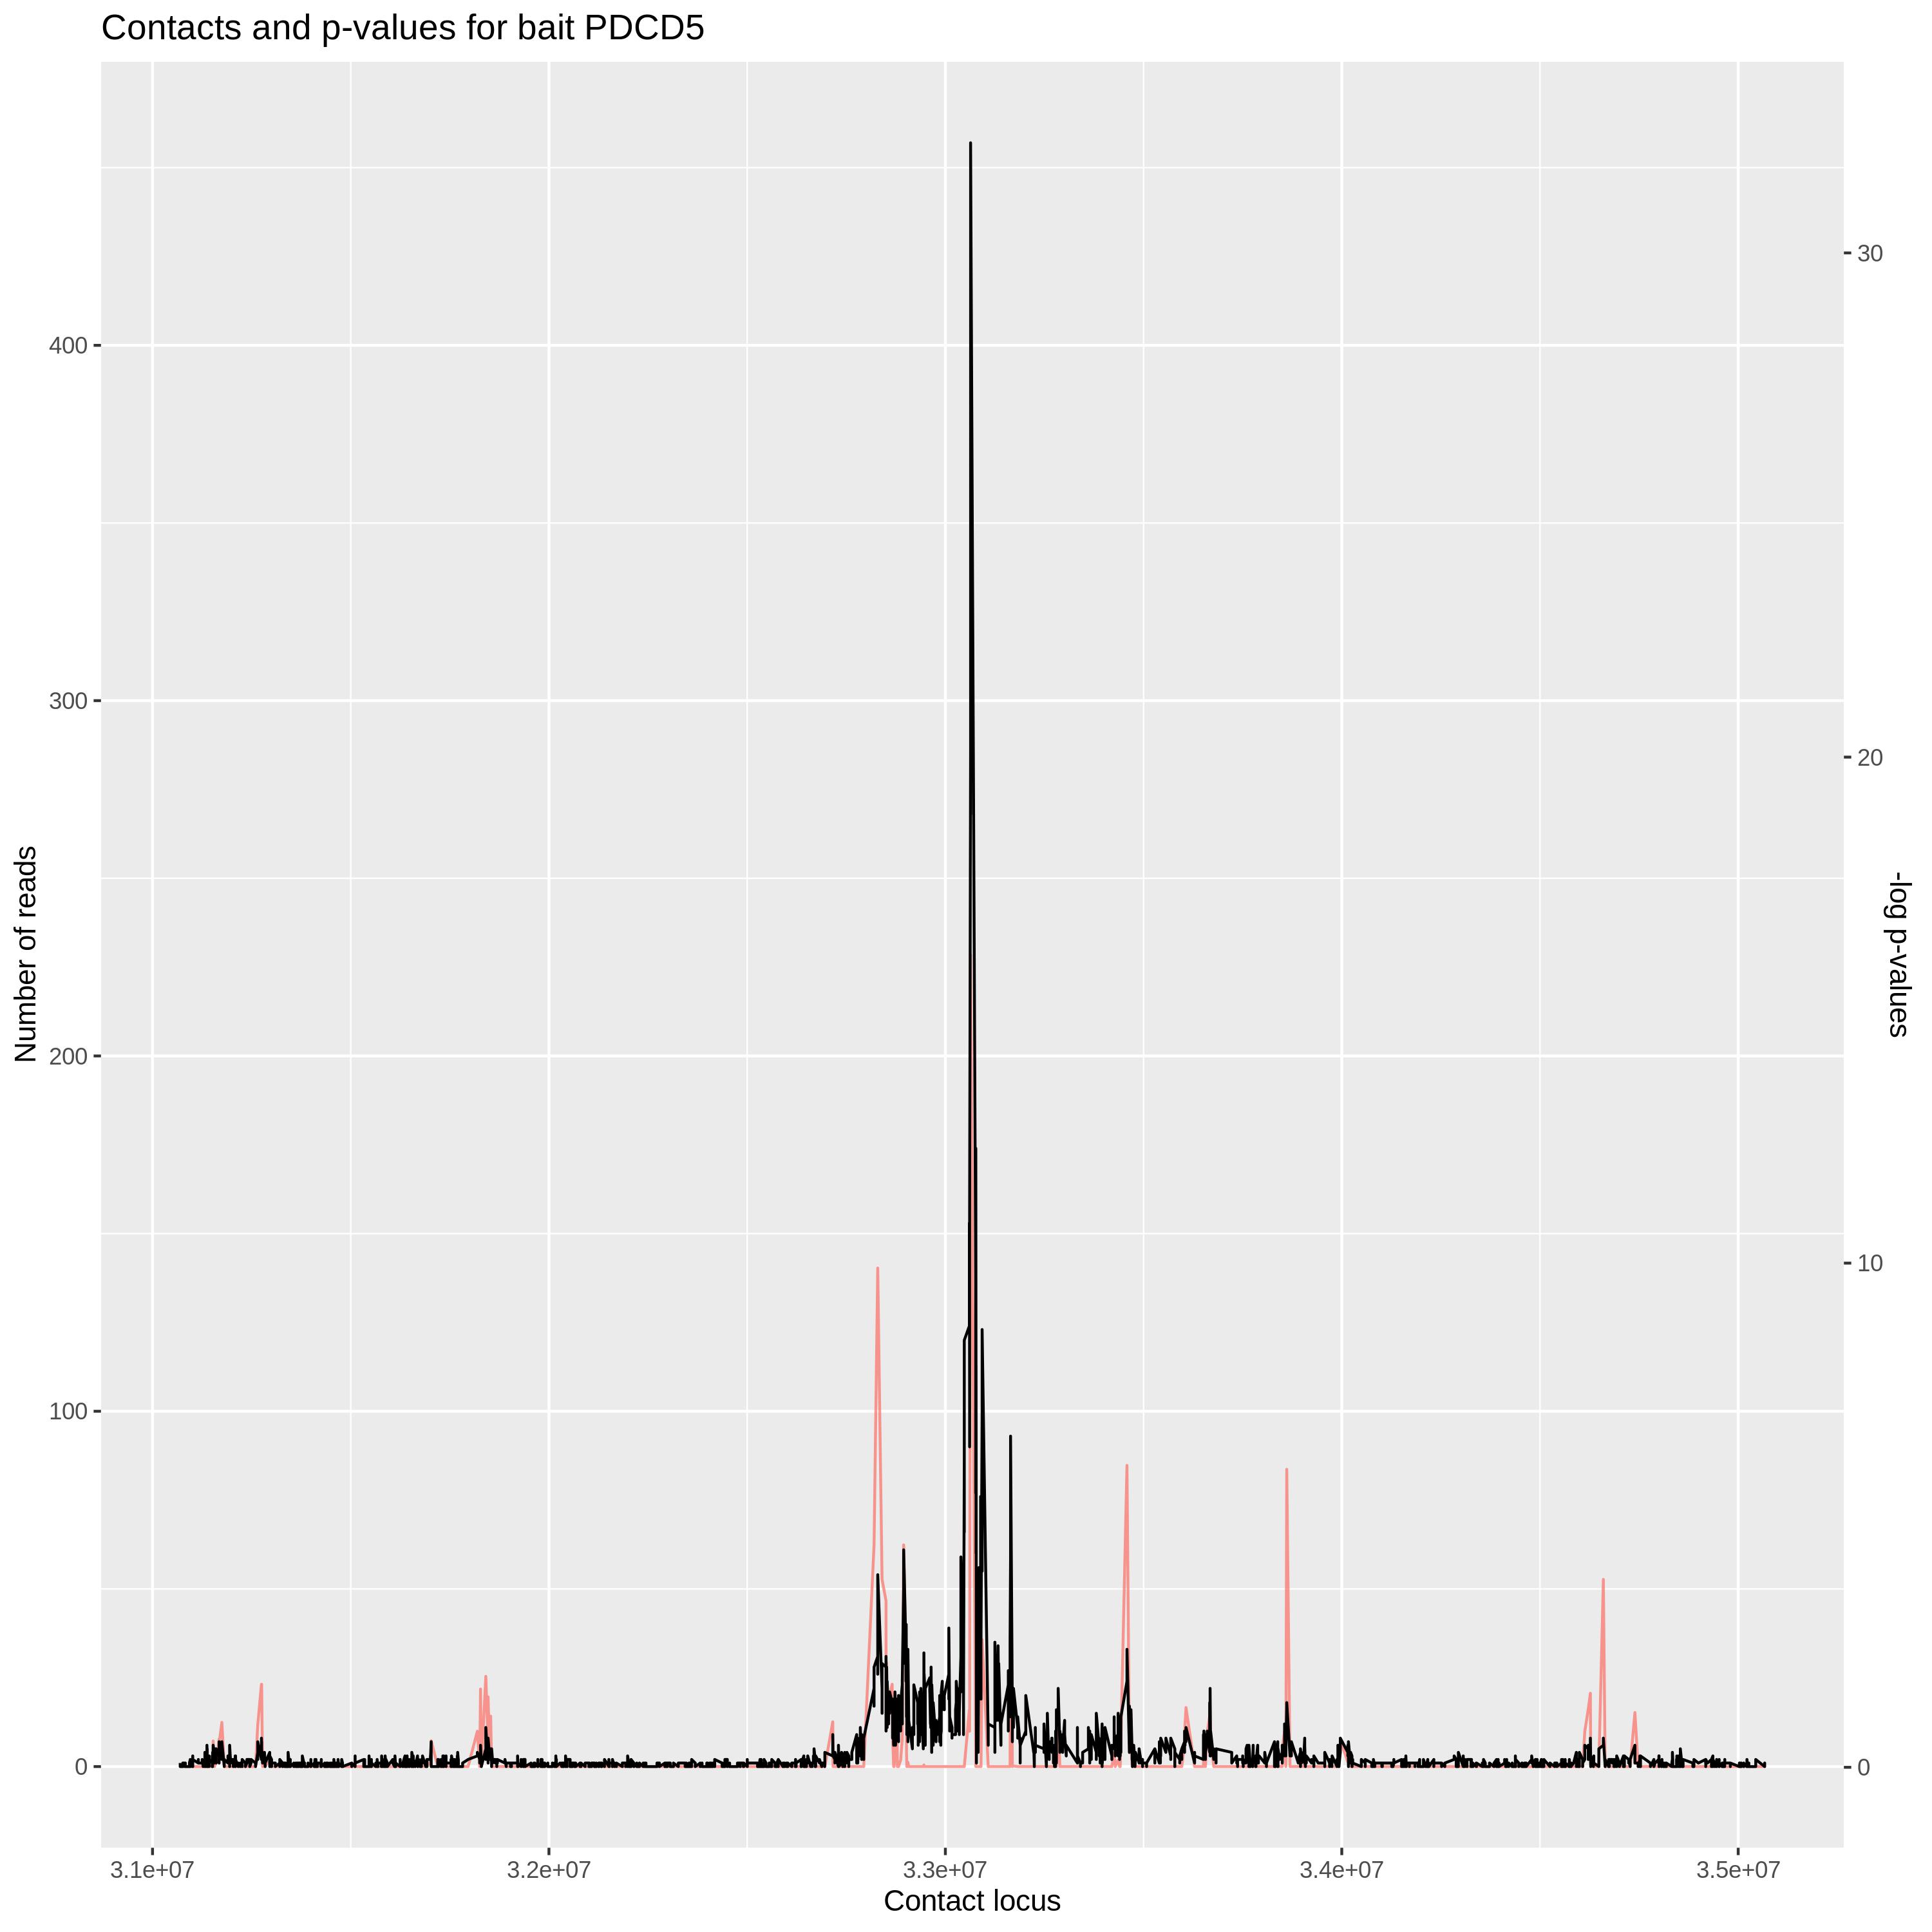 Contacts and p-values for bait PDCD5
Number of reads
400
300
200
100
0
30
20
10
0
-log p-values
3.1e+07
3.2e+07
3.3e+07
3.4e+07
3.5e+07
Contact locus